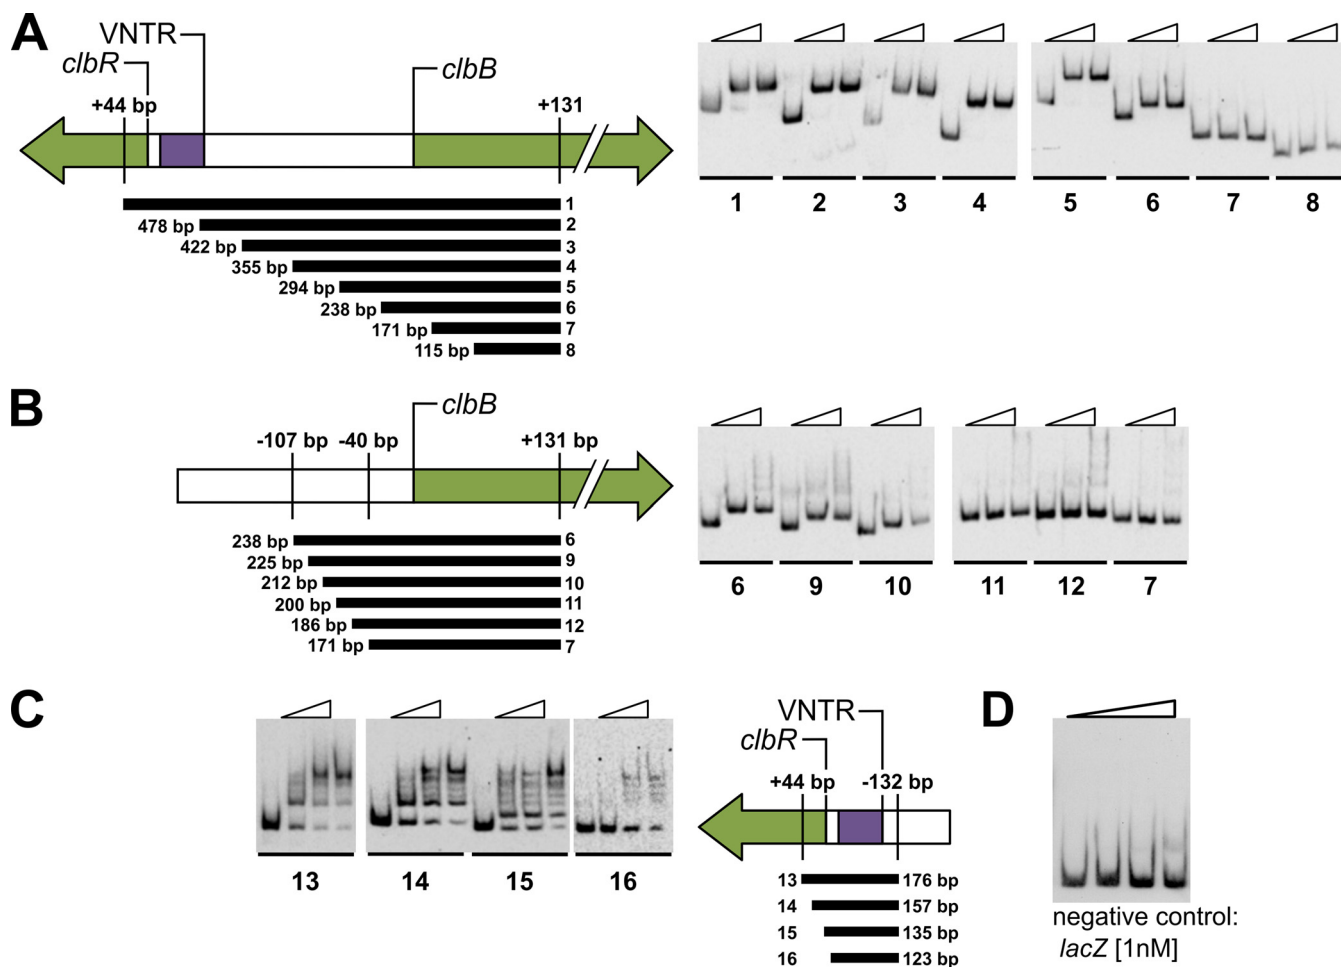 A
VNTR
clbR
clbB
+44 bp
+131
1
478 bp 2
422 bp 3
355 bp 4
294 bp 5
238 bp 6
171 bp 7
115 bp 8
1 2 3 4 5 6 7 8
B
clbB
-107 bp -40 bp +131 bp
238 bp 6
225 bp 9
212 bp 10
200 bp 11
186 bp 12
171 bp 7
6 9 10 11 12 7
C
13 14 15 16
VNTR
clbR
+44 bp -132 bp
13 176 bp
14 157 bp
15 135 bp
16 123 bp
D
negative control:
lacZ [1nM]